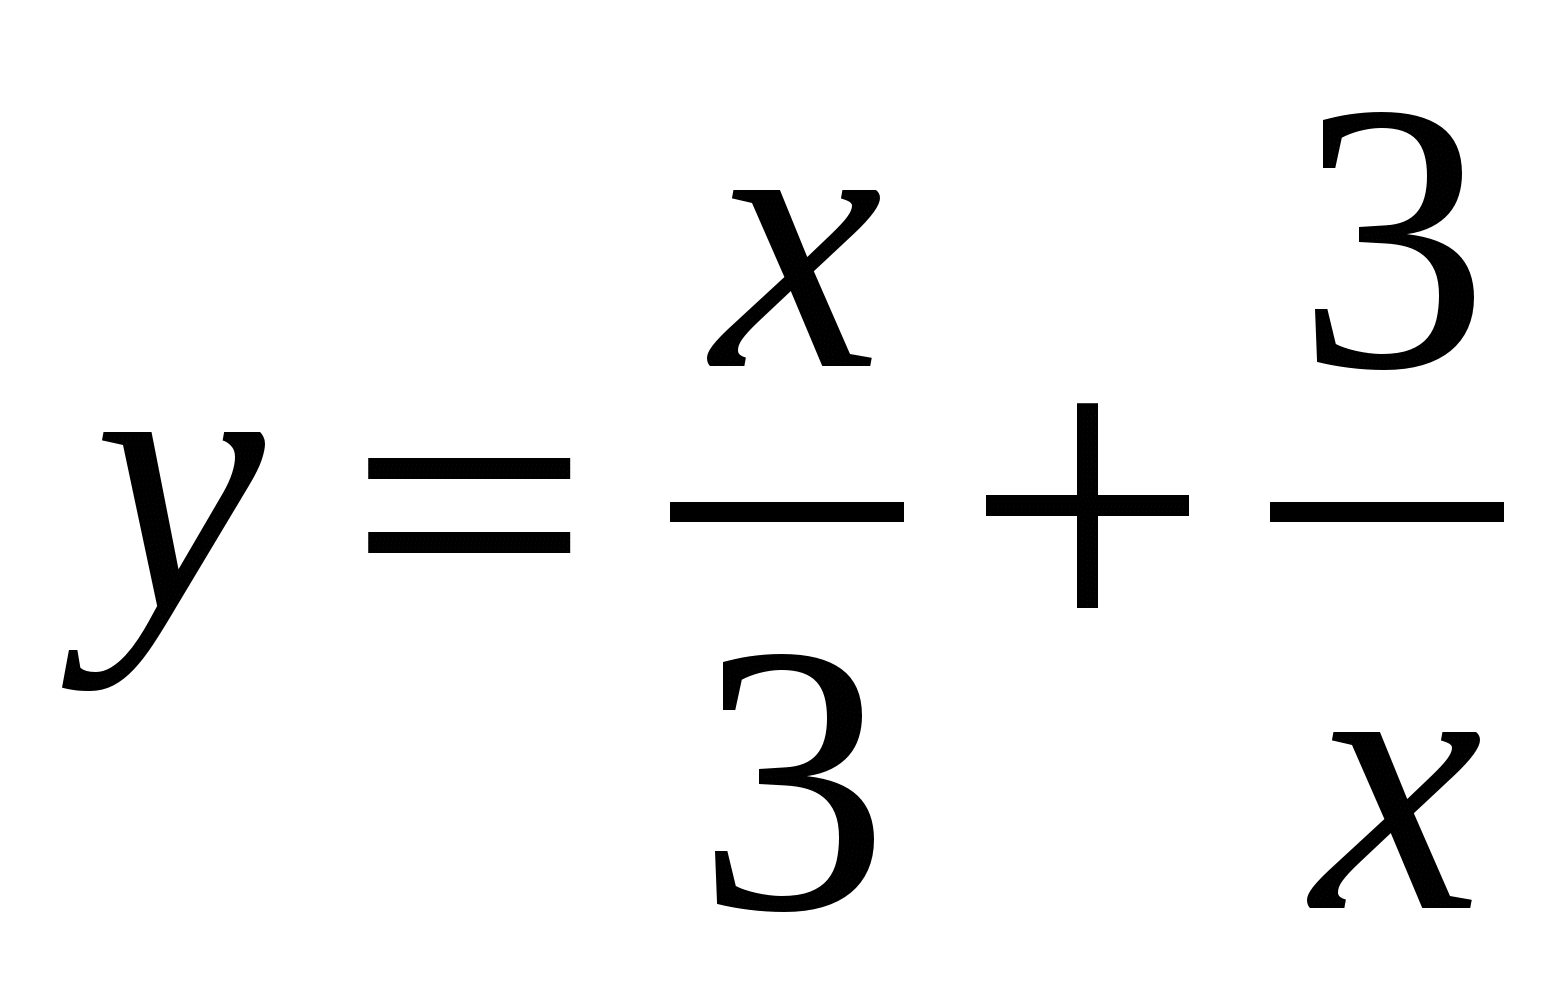 y = x/3 + 3/x